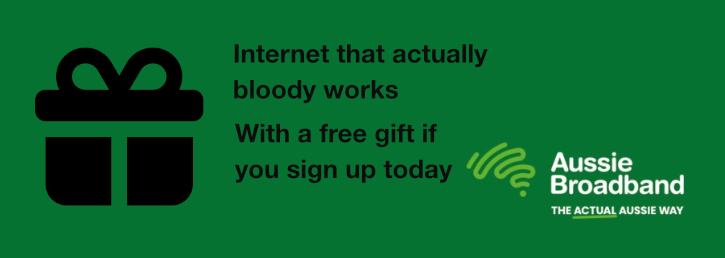 Internet that actually
bloody works
With a free gift if
you sign up today
Aussie
Broadband
THE ACTUAL AUSSIE WAY